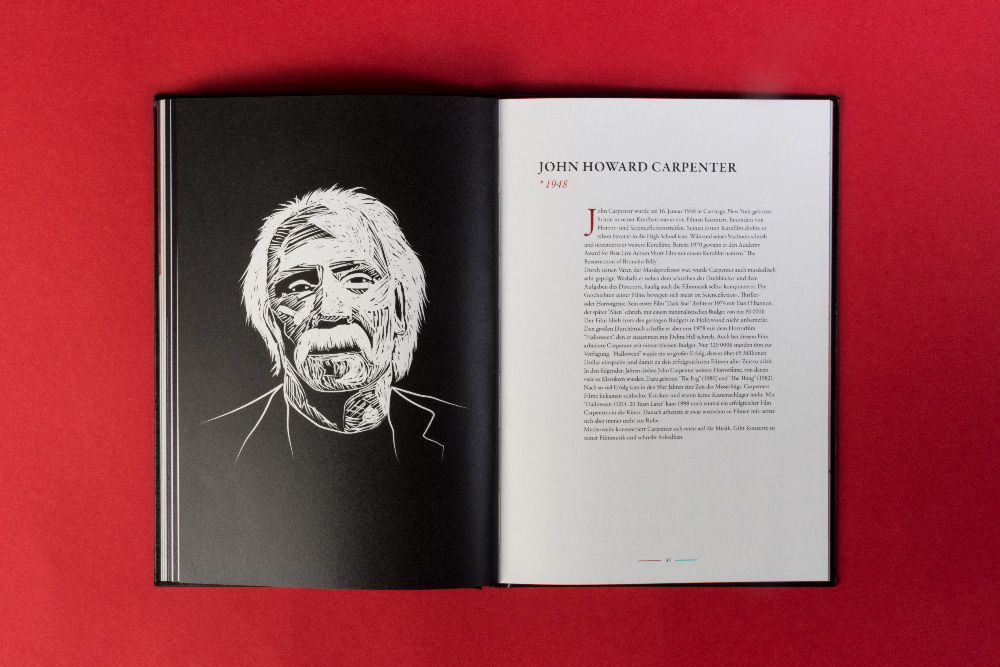 JOHN HOWARD CARPENTER
* 1948
John Carpenter wurde am 16. Januar 1948 in Carthage, New York geboren.
Schon in seiner Kindheit war er von Filmen fasziniert, besonders von
Horror- und Sciencefictionstreifen. Seinen ersten Kurzfilm drehte er
schon bevor er in die High School kam. Während seines Studiums schrieb
und inszenierte er weitere Kurzfilme. Bereits 1970 gewann er den Academy
Award for Best Live Action Short Film mit einem Kurzfilm namens "The
Resurrection of Broncho Billy".
Durch seinen Vater, der Musikprofessor war, wurde Carpenter auch musikalisch
sehr geprägt. Weshalb er neben dem schreiben der Drehbücher und den
Aufgaben des Directors, häufig auch die Filmmusik selbst komponierte. Die
Geschichten seiner Filme bewegen sich meist im Sciencefiction-, Thriller-
oder Horrorgenre. Sein erster Film "Dark Star" drehte er 1974 mit Dan O'Bannon,
der später "Alien" schrieb, mit einem minimalistischen Budget von nur 60 000$.
Der Film blieb trotz des geringen Budgets in Hollywood nicht unbemerkt.
Den großen Durchbruch schaffte er aber erst 1978 mit dem Horrorfilm
"Halloween", den er zusammen mit Debra Hill schrieb. Auch bei diesem Film
arbeitete Carpenter mit einem kleinen Budget. Nur 320 000$ standen ihm zur
Verfügung. "Halloween" wurde ein so großer Erfolg, dass er über 65 Millionen
Dollar einspielte und damit zu den erfolgreichsten Filmen aller Zeiten zählt.
In den folgenden Jahren drehte John Carpenter weitere Horrorfilme, von denen
viele zu Klassikern wurden. Dazu gehören "The Fog" (1980) und "The Thing" (1982).
Nach so viel Erfolg kam in den 90er Jahren eine Zeit des Misserfolgs. Carpenter
Filme bekamen schlechte Kritiken und waren keine Kassenschlager mehr. Mit
"Halloween H2O: 20 Years Later" kam 1998 noch einmal ein erfolgreicher Film
Carpenters in die Kinos. Danach arbeitete er zwar weiterhin an Filmen mit, setzte
sich aber immer mehr zur Ruhe.
Mittlerweile konzentriert Carpenter sich mehr auf die Musik. Gibt Konzerte zu
seiner Filmmusik und schreibt Soloalben.